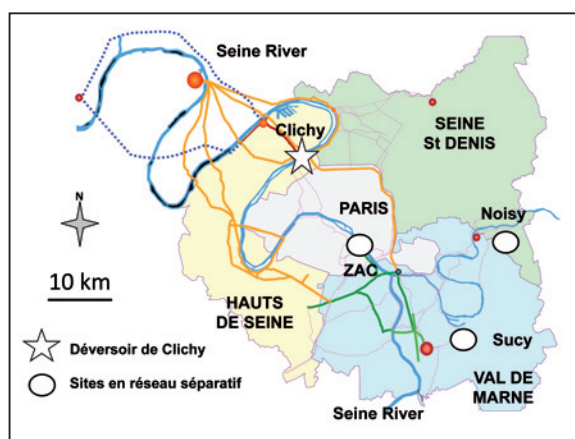 Seine River
Clichy
SEINE
St DENIS
PARIS
Noisy
N
ZAC
10 km
HAUTS
DE SEINE
Sucy
Déversoir de Clichy
Sites en réseau séparatif
VAL DE
MARNE
Seine River